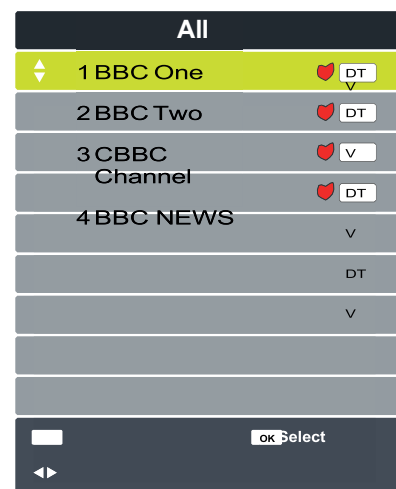 All
1 BBC One DT
V
2 BBC Two DT
3 CBBC V
Channel
DT
4 BBC NEWS
V
DT
V
OK Select